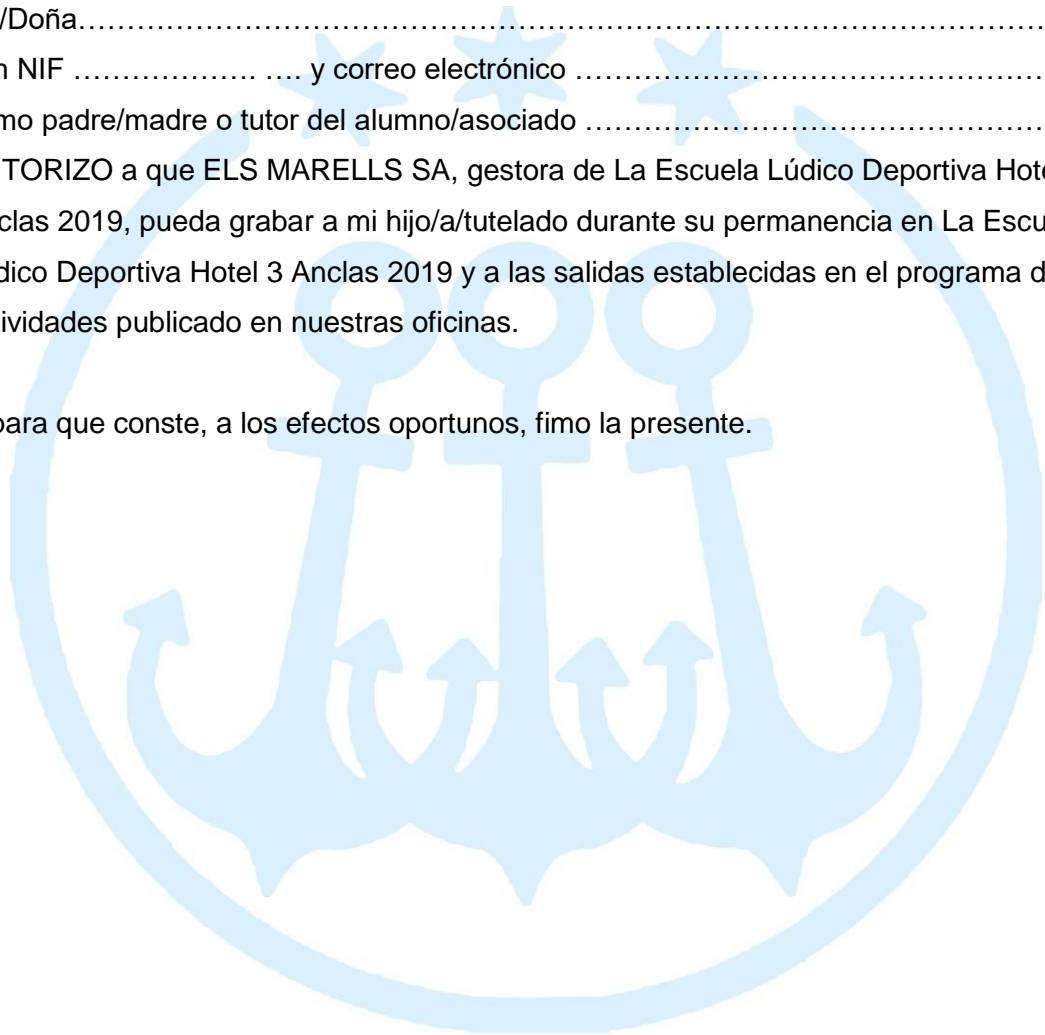 /Doña……………………………………………………………………………………
n NIF ………………. …. y correo electrónico …………………………………………
mo padre/madre o tutor del alumno/asociado …………………………………………
TORIZO a que ELS MARELLS SA, gestora de La Escuela Lúdico Deportiva Hote
clas 2019, pueda grabar a mi hijo/a/tutelado durante su permanencia en La Escu
dico Deportiva Hotel 3 Anclas 2019 y a las salidas establecidas en el programa d
tividades publicado en nuestras oficinas.
para que conste, a los efectos oportunos, fimo la presente.